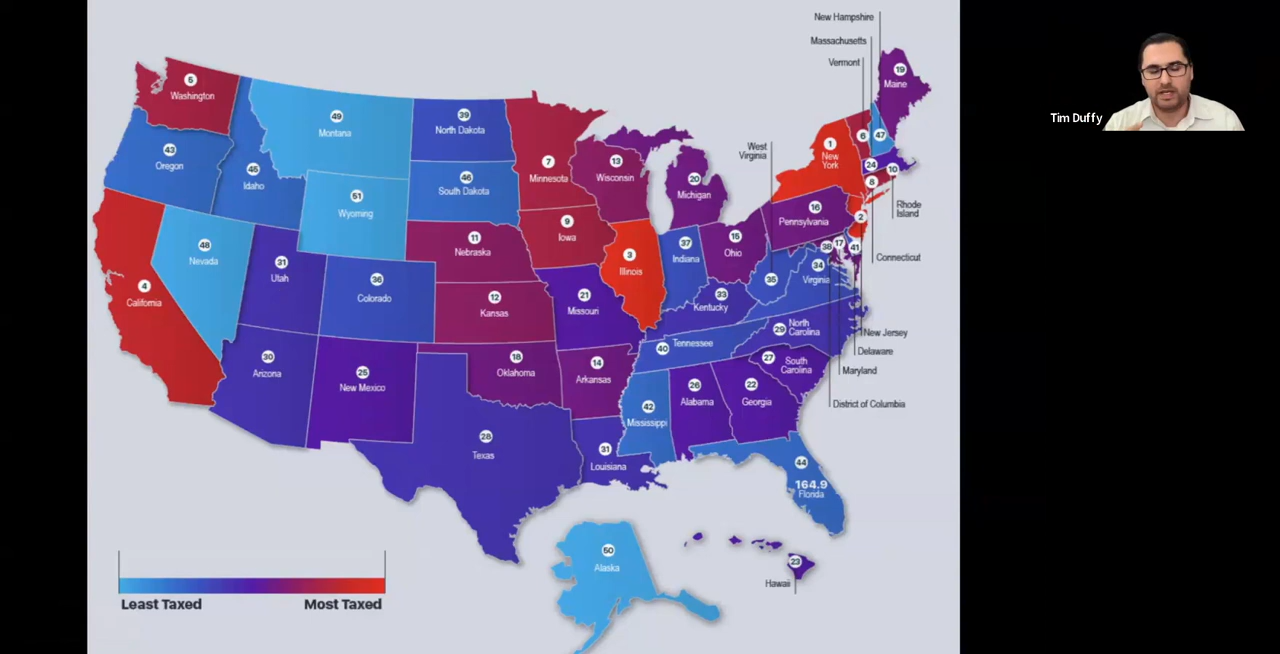 New Hampshire
Massachusetts
Vermont
Tim Duffy
5
Washington
49
Montana
39
North Dakota
43
Oregon
45
Idaho
46
South Dakota
51
Wyoming
7
Minnesota
13
Wisconsin
20
Michigan
West
Virginia
1
New
York
6
47
19
Maine
24
10
8
Rhode
Island
2
Connecticut
16
Pennsylvania
48
Nevada
31
Utah
4
California
36
Colorado
11
Nebraska
9
Iowa
3
Illinois
37
Indiana
15
Ohio
38
17
41
34
Virginia
35
33
Kentucky
12
Kansas
21
Missouri
29
North
Carolina
New Jersey
Delaware
Maryland
District of Columbia
30
Arizona
25
New Mexico
18
Oklahoma
14
Arkansas
40
Tennessee
27
South
Carolina
42
Mississippi
26
Alabama
22
Georgia
28
Texas
31
Louisiana
44
164.9
Florida
50
Alaska
23
Hawaii
Least Taxed
Most Taxed